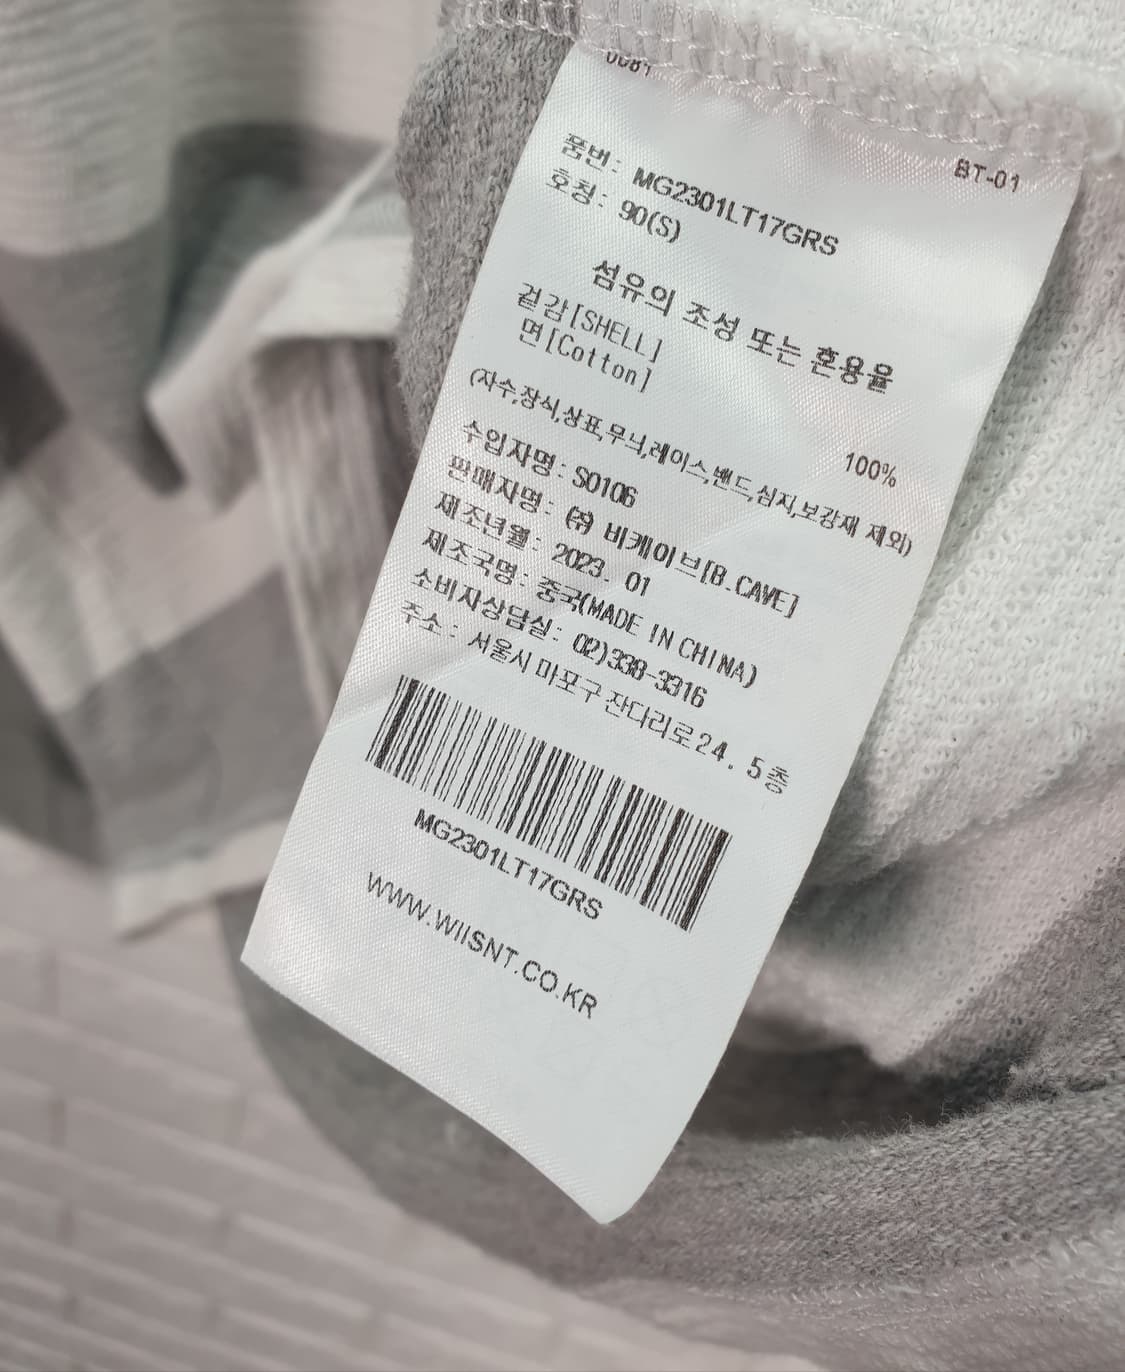 0081
BT-01
품번: MG2301LT17GRS
호칭: 90(S)
섬유의 조성 또는 혼용율
겉감[SHELL]
면[Cotton] 100%
(자수,장식,상표,무늬,레이스,밴드,심지,보강재 제외)
수입자명: S0106
판매자명: (주) 비케이브[B.CAVE]
제조년월: 2023. 01
제조국명: 중국(MADE IN CHINA)
소비자상담실: 02)338-3316
주소: 서울시 마포구 잔다리로24. 5층
MG2301LT17GRS
WWW.WIISNT.CO.KR